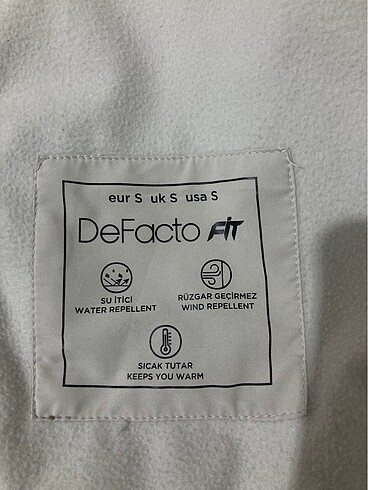 eur S uk S usa S
DeFacto FİT
SU İTİCİ
WATER REPELLENT
RÜZGAR GEÇİRMEZ
WIND REPELLENT
SICAK TUTAR
KEEPS YOU WARM